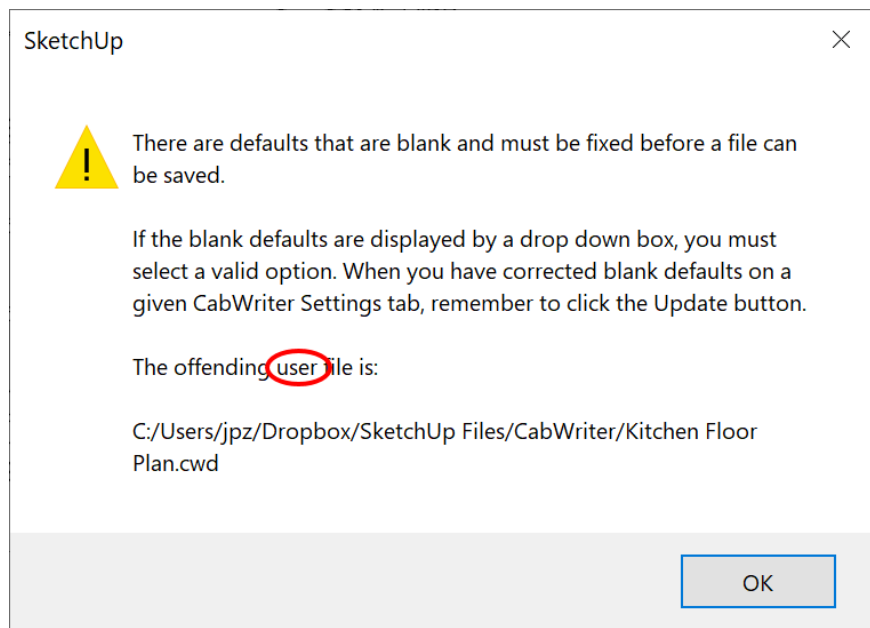 SketchUp
There are defaults that are blank and must be fixed before a file can
be saved.
If the blank defaults are displayed by a drop down box, you must
select a valid option. When you have corrected blank defaults on a
given CabWriter Settings tab, remember to click the Update button.
The offending user file is:
C:/Users/jpz/Dropbox/SketchUp Files/CabWriter/Kitchen Floor
Plan.cwd
OK